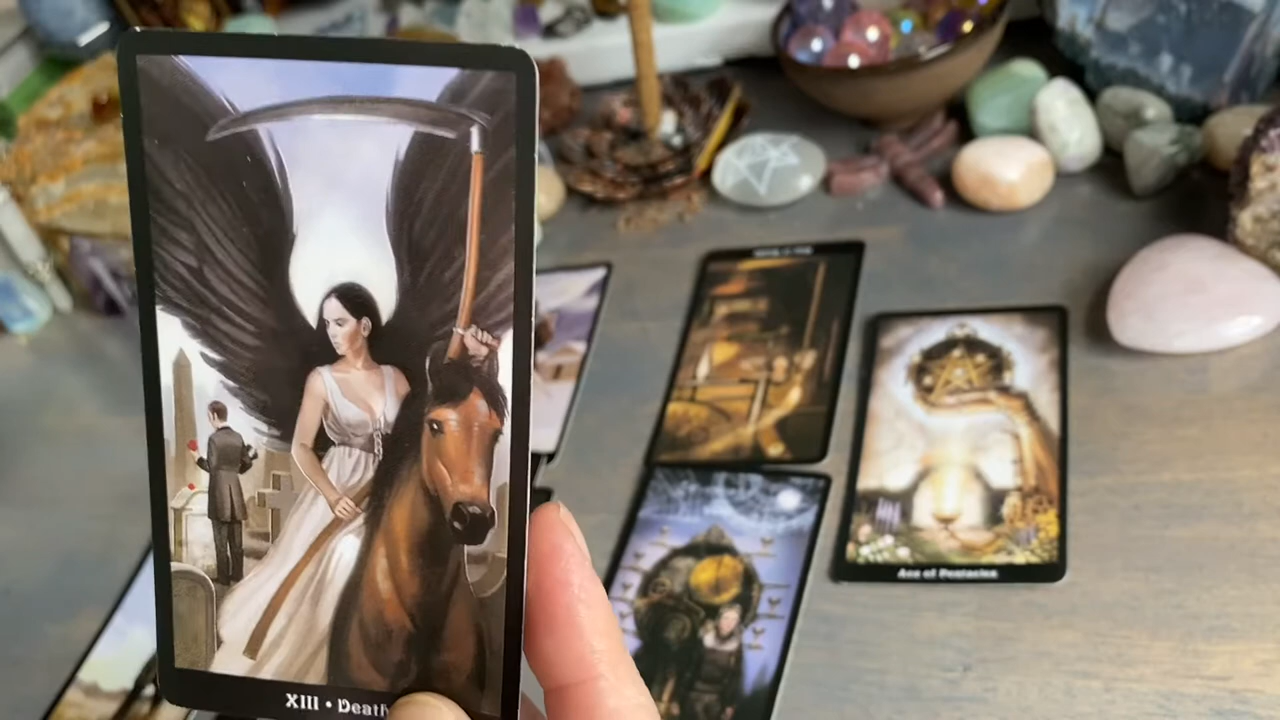 XIII • Death
Ace of Pentacles